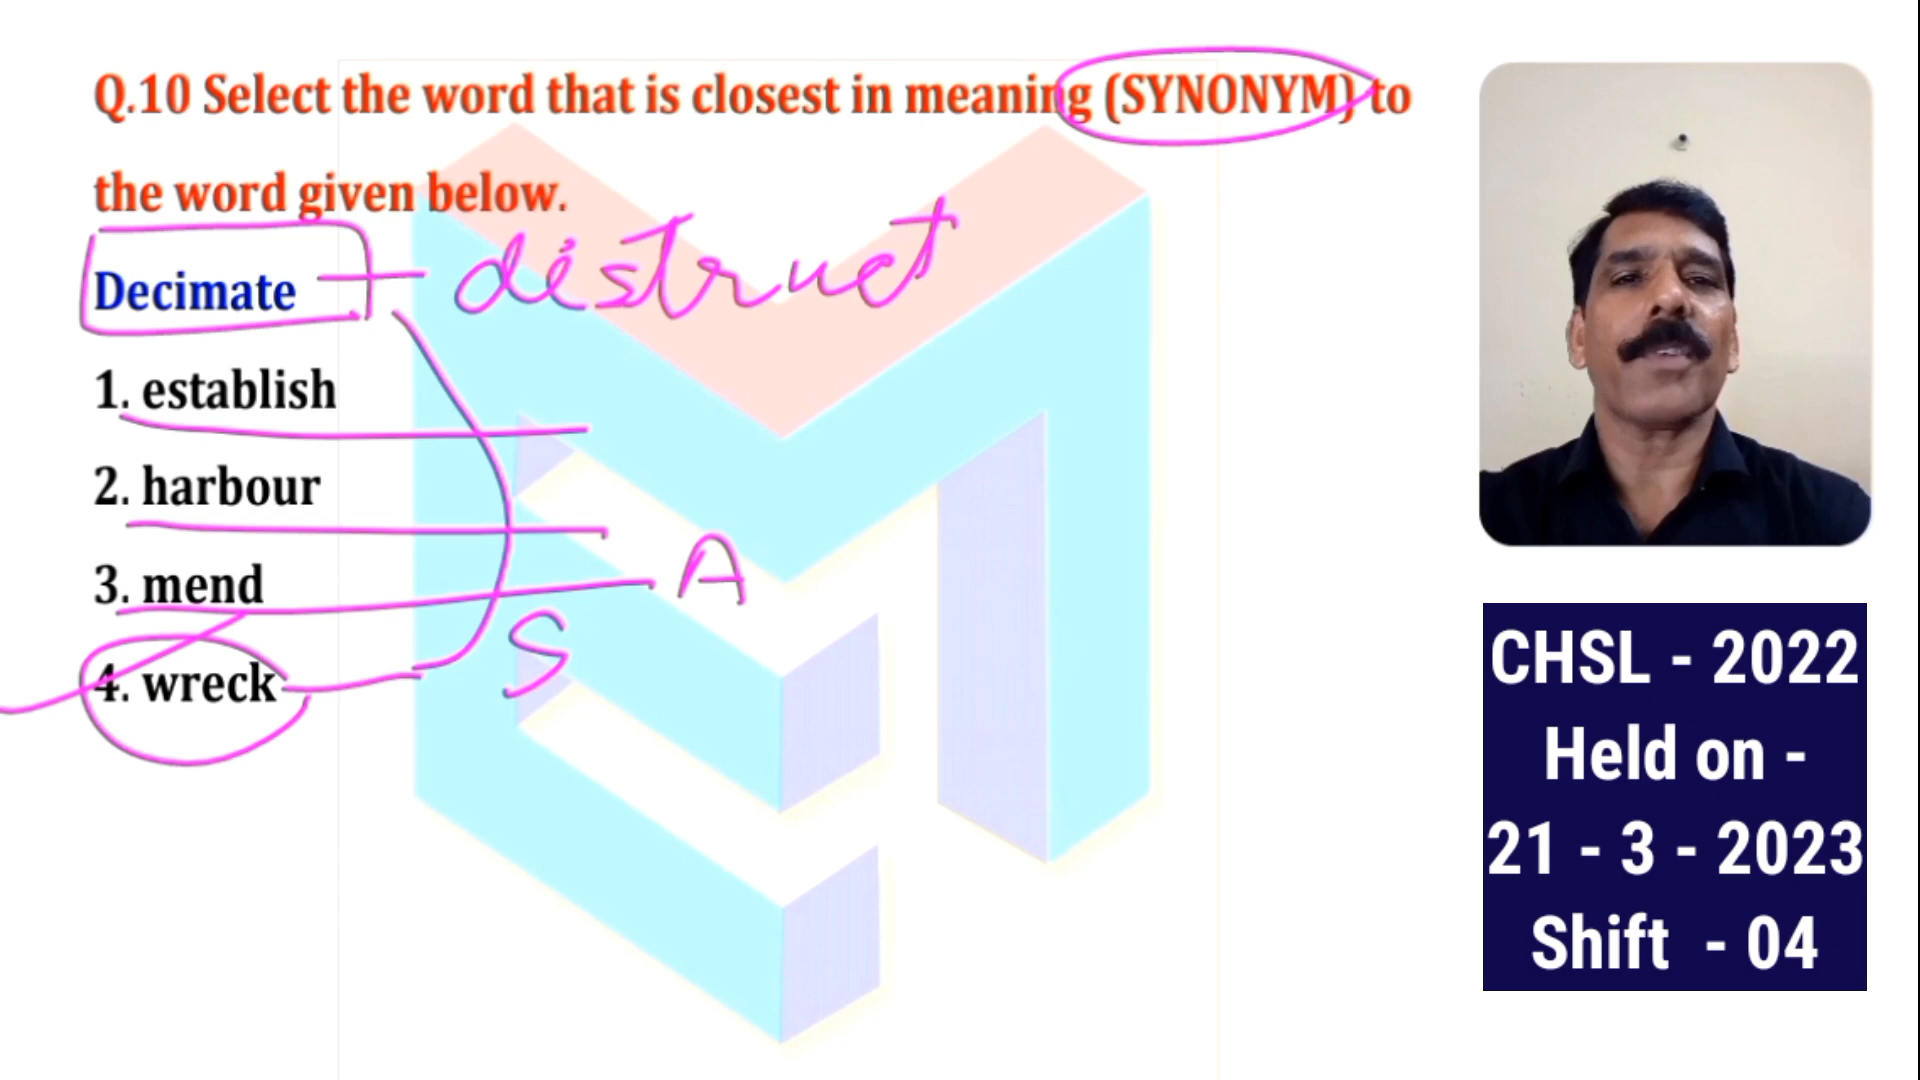 Q.10 Select the word that is closest in meaning (SYNONYM) to
the word given below.
Decimate destruct
1. establish
2. harbour
3. mend A
4. wreck S
CHSL - 2022
Held on -
21 - 3 - 2023
Shift - 04